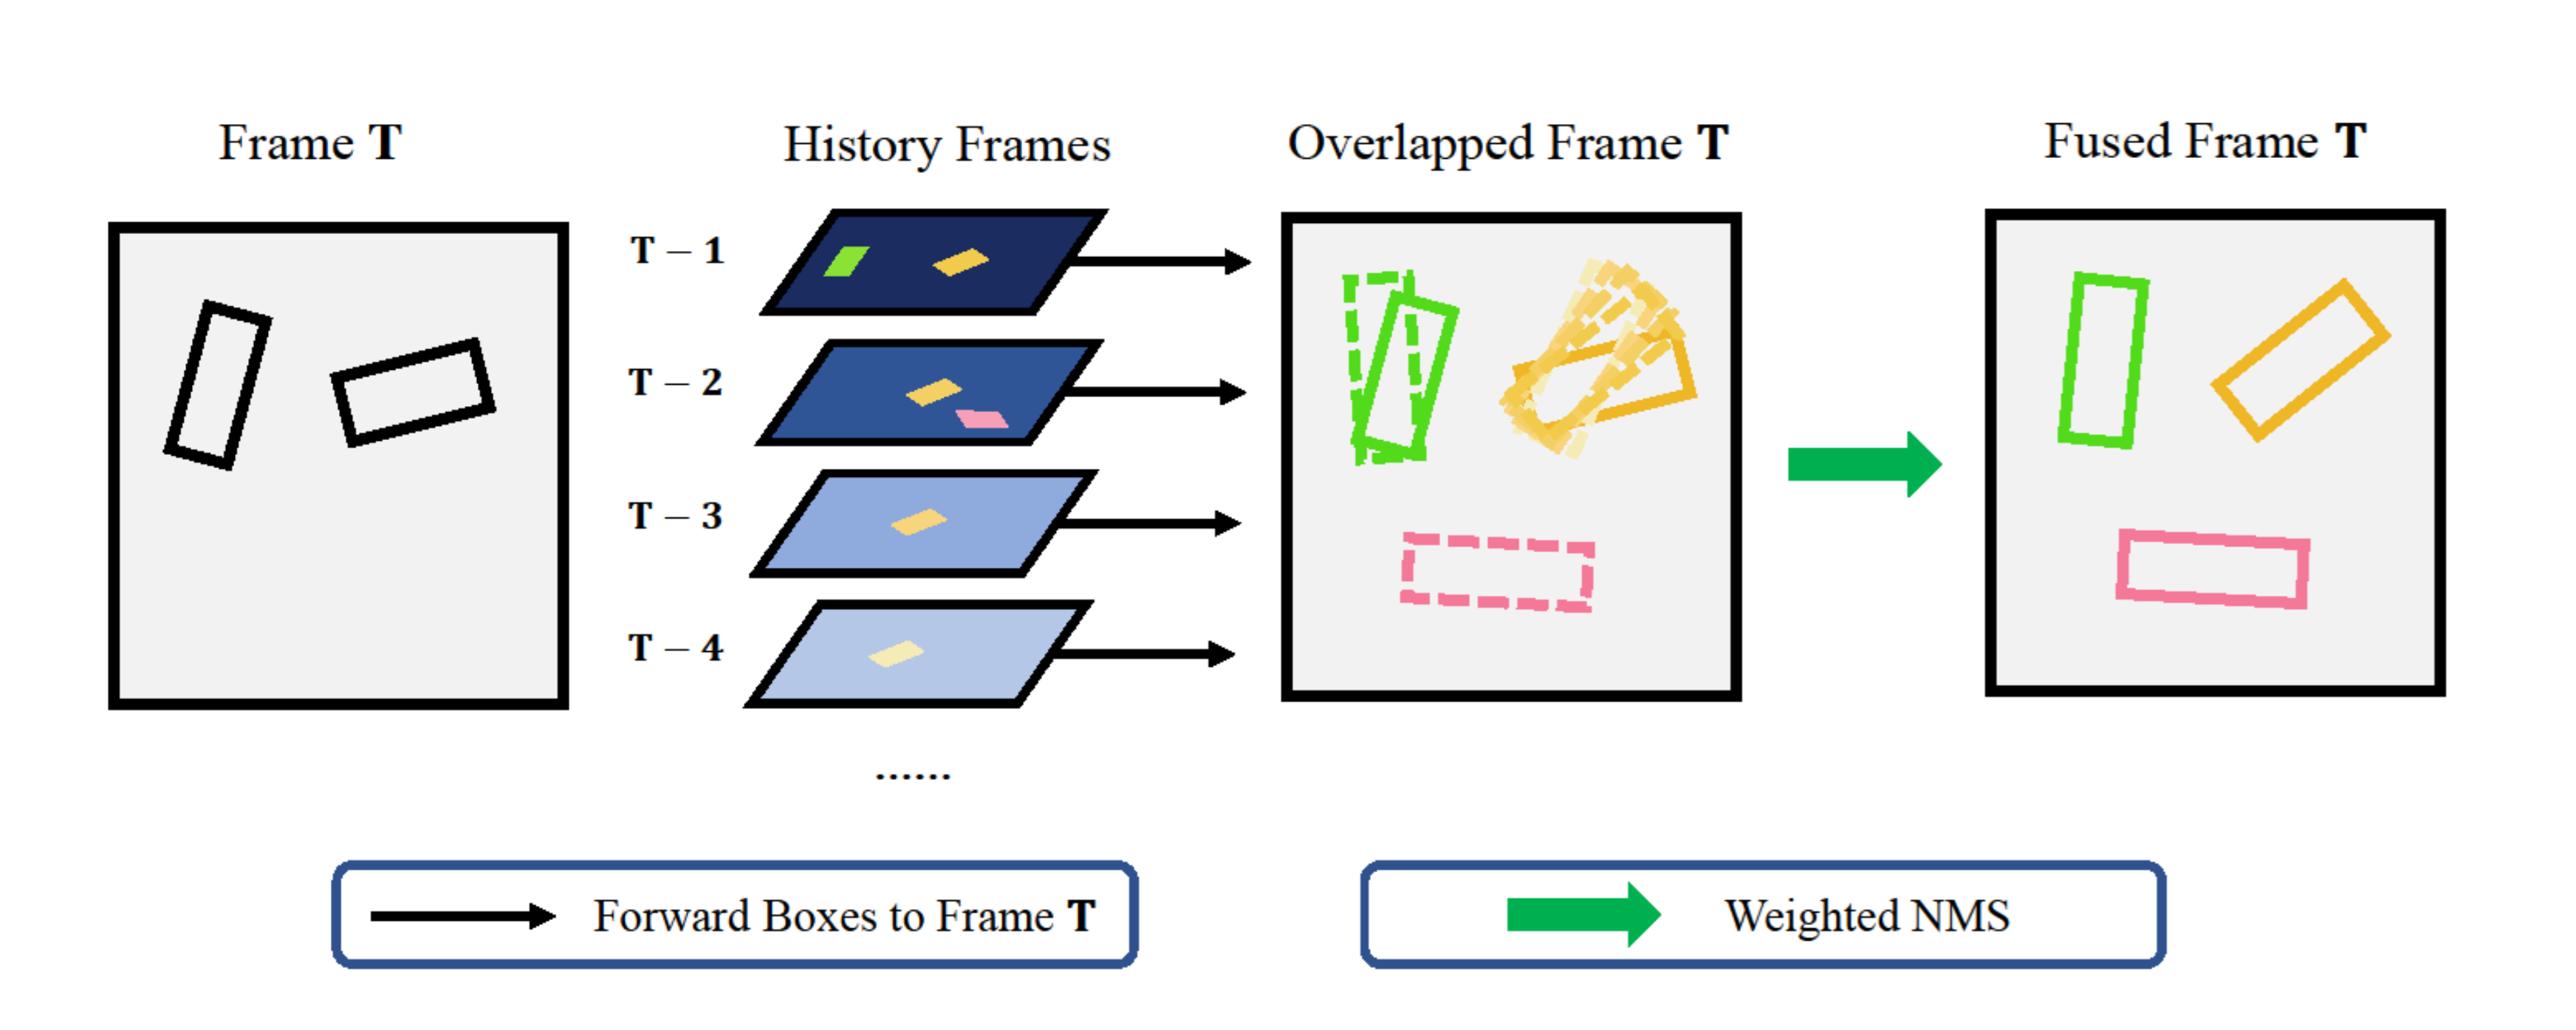 Frame T
History Frames
Overlapped Frame T
Fused Frame T
T – 1
T – 2
T – 3
T – 4
......
Forward Boxes to Frame T
Weighted NMS